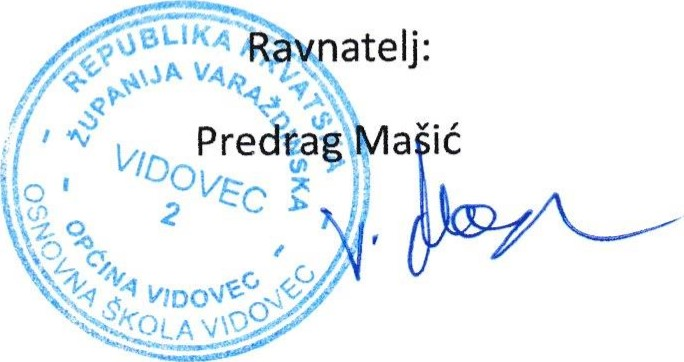 Ravnatelj:
Predrag Mašić
REPUBLIKA HRVATSKA
ŽUPANIJA VARAŽDINSKA
VIDOVEC
2
OPĆINA VIDOVEC
OSNOVNA ŠKOLA VIDOVEC